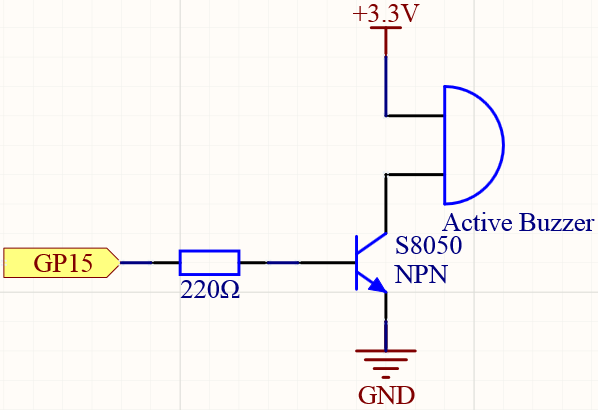 +3.3V
Active Buzzer
S8050
NPN
GP15
220Ω
GND